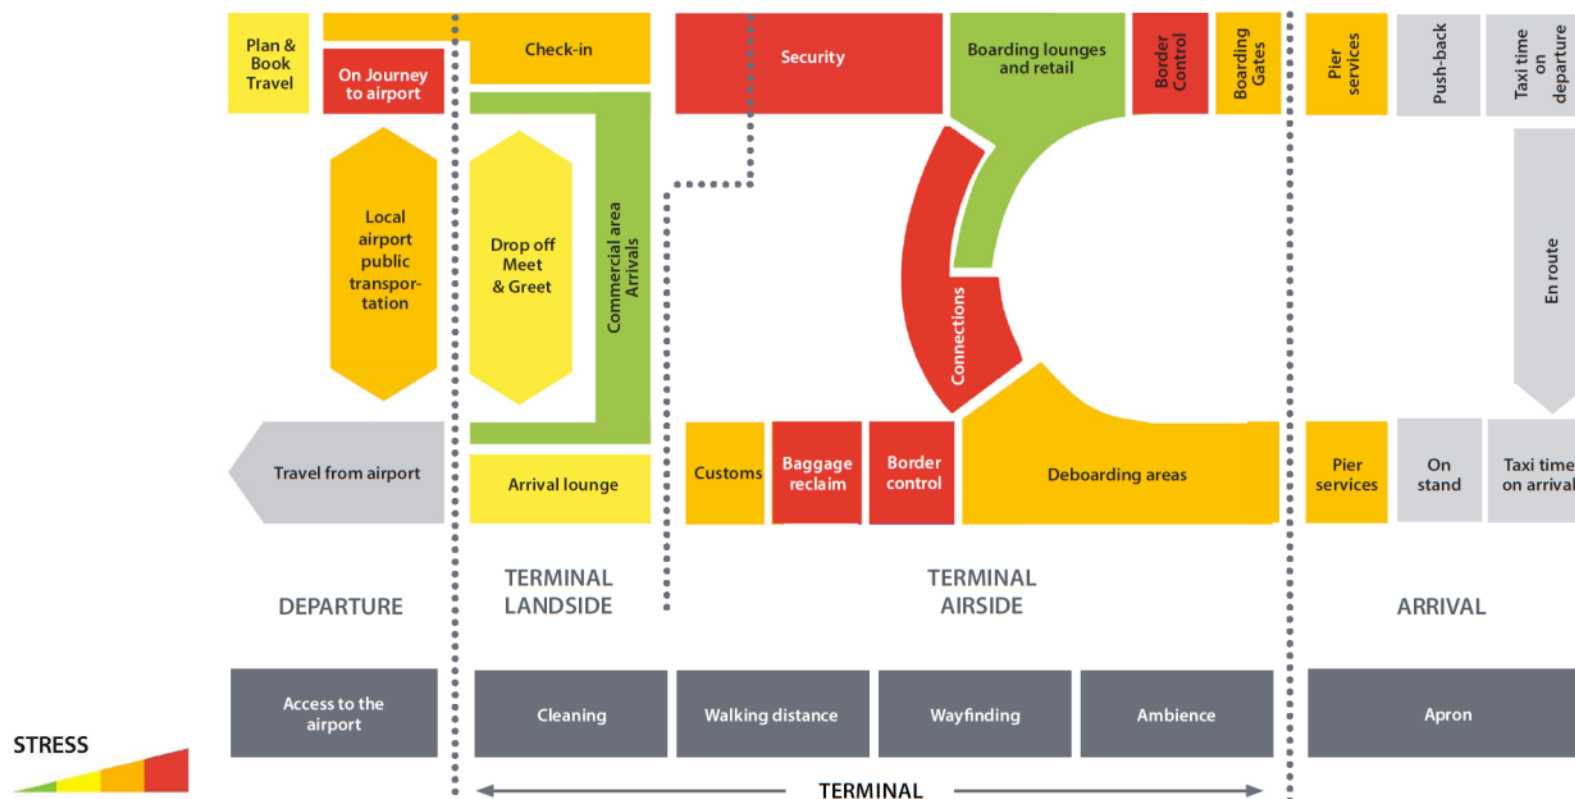 Plan &
Book
Travel
On Journey
to airport
Check-in
Security
Boarding lounges
and retail
Border
Control
Boarding
Gates
Pier
services
Push-back
Taxi time
on
departure
Local
airport
public
transpor-
tation
Drop off
Meet
& Greet
Commercial area
Arrivals
Connections
En route
Travel from airport
Arrival lounge
Customs
Baggage
reclaim
Border
control
Deboarding areas
Pier
services
On
stand
Taxi time
on arrival
DEPARTURE
TERMINAL
LANDSIDE
TERMINAL
AIRSIDE
ARRIVAL
Access to the
airport
Cleaning
Walking distance
Wayfinding
Ambience
Apron
STRESS
TERMINAL